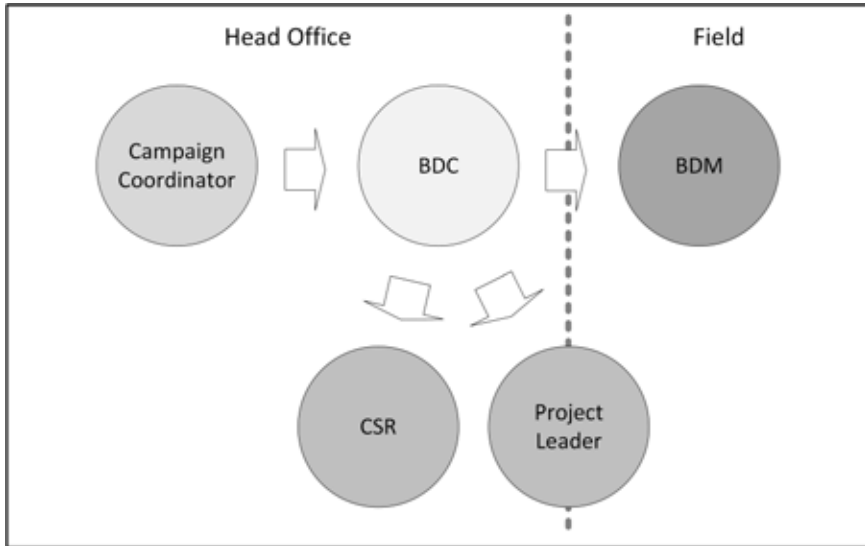 Head Office
Field
Campaign
Coordinator
BDC
BDM
CSR
Project
Leader